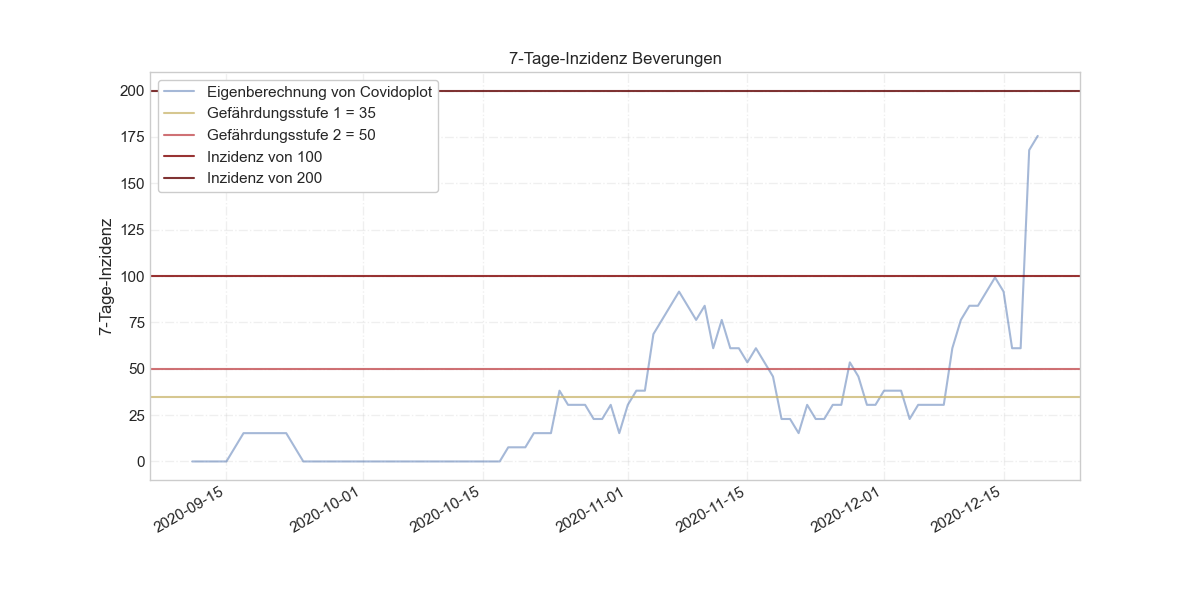 7-Tage-Inzidenz Beverungen
Eigenberechnung von Covidoplot
Gefährdungsstufe 1 = 35
Gefährdungsstufe 2 = 50
Inzidenz von 100
Inzidenz von 200
7-Tage-Inzidenz
200
175
150
125
100
75
50
25
0
2020-09-15
2020-10-01
2020-10-15
2020-11-01
2020-11-15
2020-12-01
2020-12-15